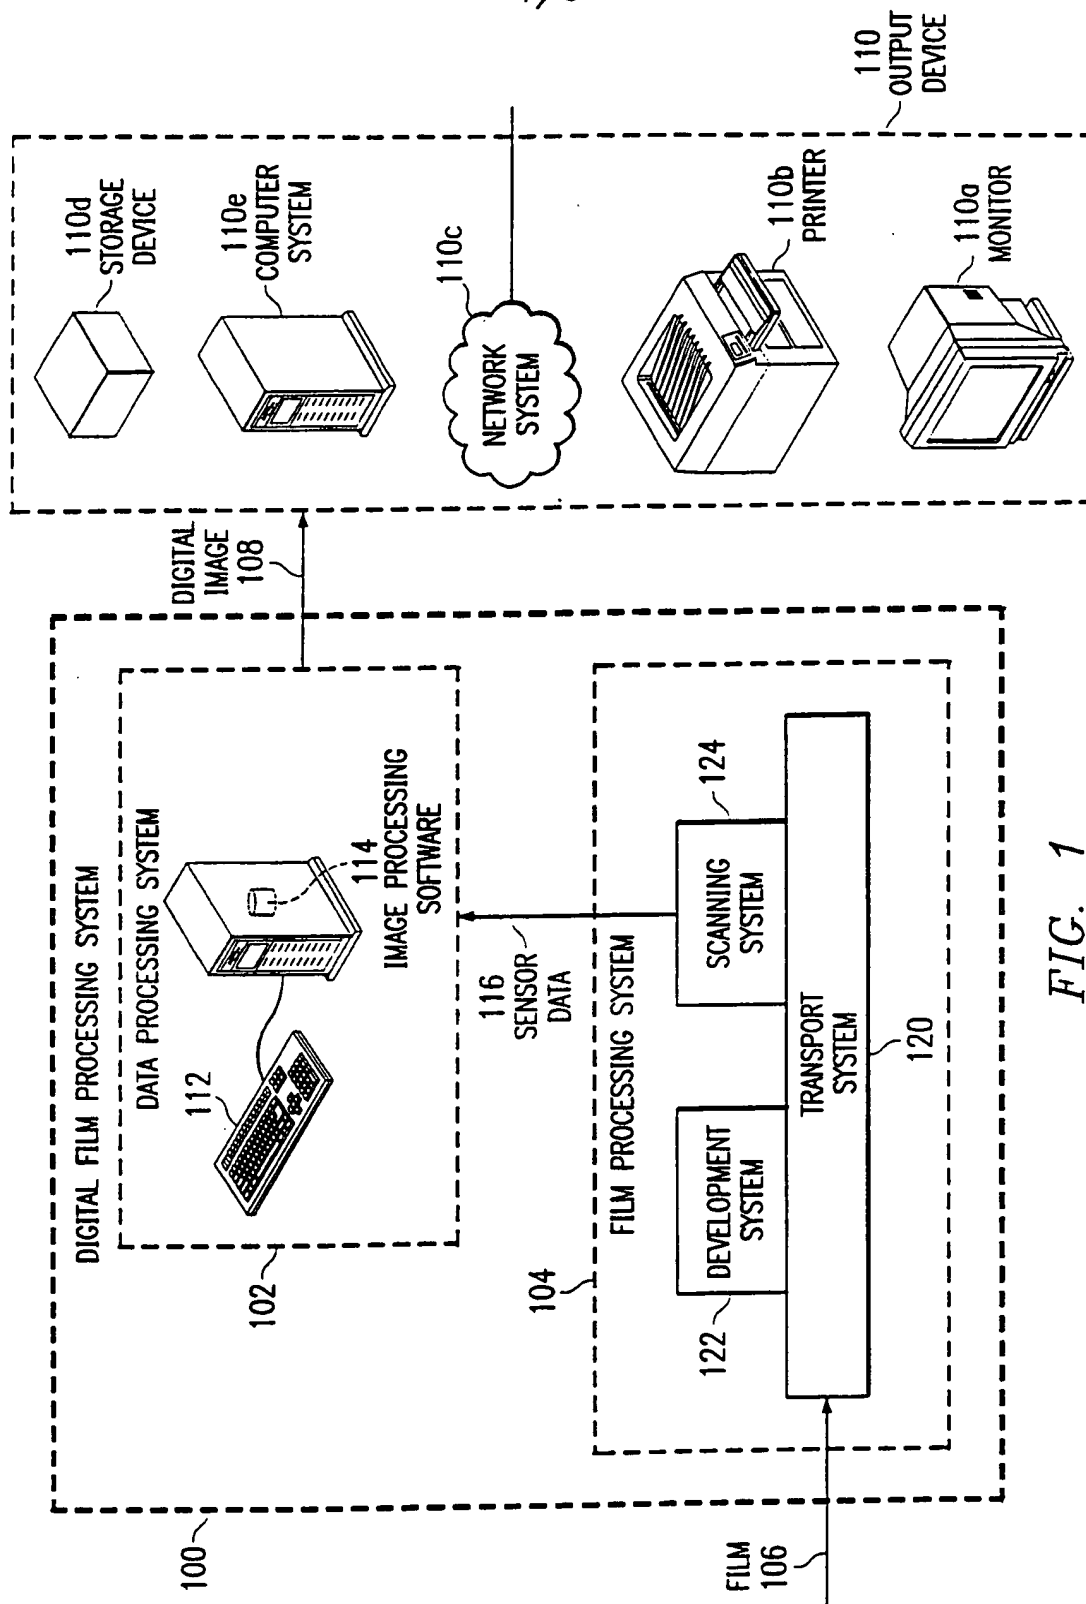 100
DIGITAL FILM PROCESSING SYSTEM
102
DATA PROCESSING SYSTEM
112
114
IMAGE PROCESSING
SOFTWARE
DIGITAL
IMAGE
108
116
SENSOR
DATA
104
FILM PROCESSING SYSTEM
122
DEVELOPMENT
SYSTEM
SCANNING
SYSTEM
124
TRANSPORT
SYSTEM
120
FILM
106
110d
STORAGE
DEVICE
110e
COMPUTER
SYSTEM
110c
NETWORK
SYSTEM
110b
PRINTER
110a
MONITOR
110
OUTPUT
DEVICE
FIG. 1